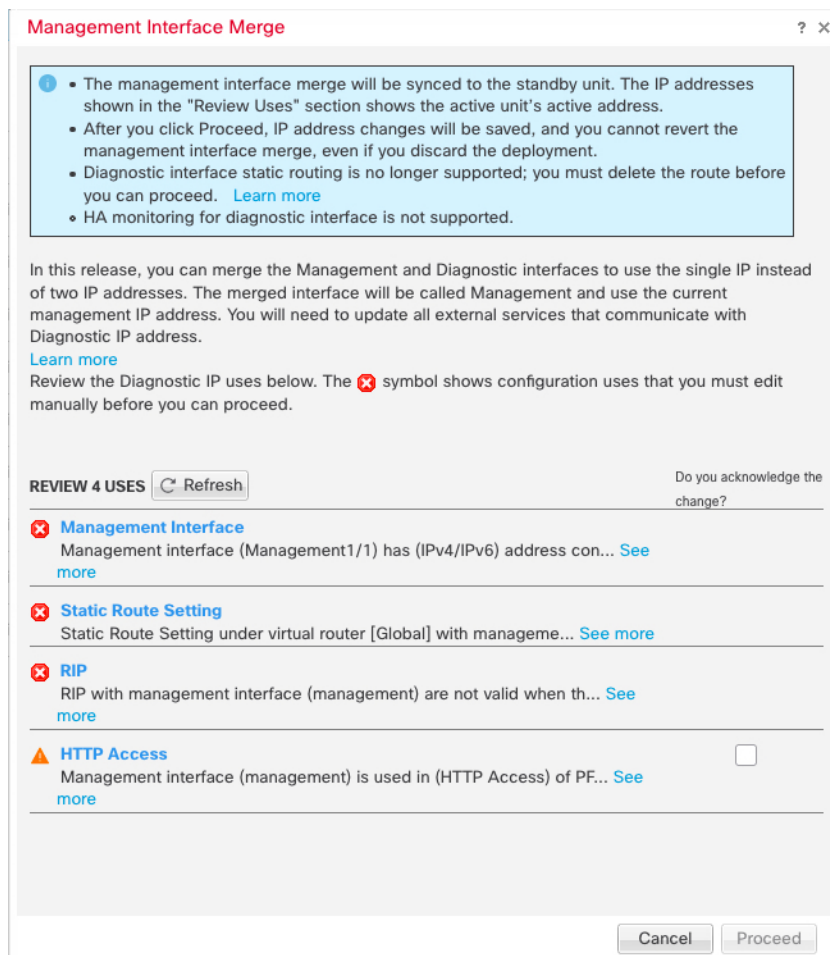 Management Interface Merge ? ×
i • The management interface merge will be synced to the standby unit. The IP addresses
shown in the "Review Uses" section shows the active unit's active address.
• After you click Proceed, IP address changes will be saved, and you cannot revert the
management interface merge, even if you discard the deployment.
• Diagnostic interface static routing is no longer supported; you must delete the route before
you can proceed. Learn more
• HA monitoring for diagnostic interface is not supported.
In this release, you can merge the Management and Diagnostic interfaces to use the single IP instead
of two IP addresses. The merged interface will be called Management and use the current
management IP address. You will need to update all external services that communicate with
Diagnostic IP address.
Learn more
Review the Diagnostic IP uses below. The symbol shows configuration uses that you must edit
manually before you can proceed.
REVIEW 4 USES Refresh
Do you acknowledge the
change?
Management Interface
Management interface (Management1/1) has (IPv4/IPv6) address con... See
more
Static Route Setting
Static Route Setting under virtual router [Global] with manageme... See more
RIP
RIP with management interface (management) are not valid when th... See
more
HTTP Access
Management interface (management) is used in (HTTP Access) of PF... See
more
Cancel Proceed